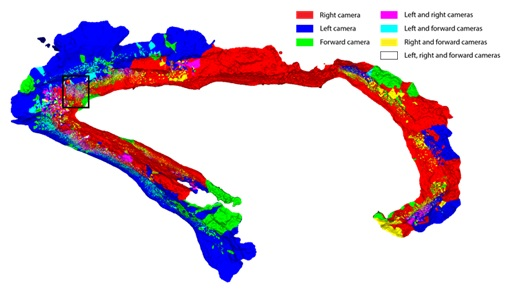 Right camera
Left camera
Forward camera
Left and right cameras
Left and forward cameras
Right and forward cameras
Left, right and forward cameras